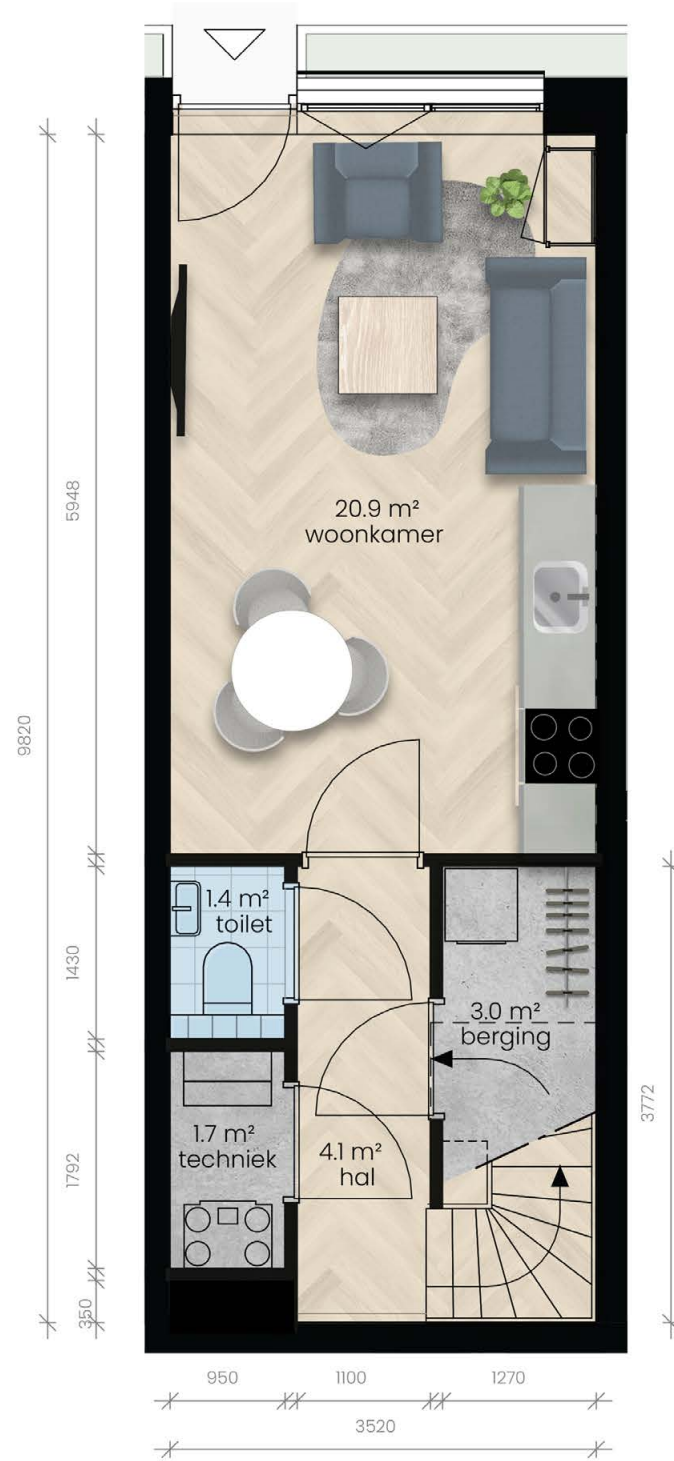 5948
20.9 m²
woonkamer
9820
1.4 m²
toilet
1430
3.0 m²
berging
3772
1.7 m²
techniek
4.1 m²
hal
1792
350
950
1100
1270
3520